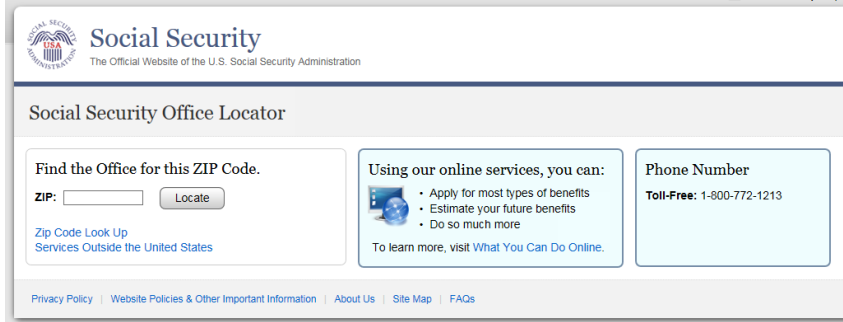 SOCIAL SECURITY ADMINISTRATION
USA
Social Security
The Official Website of the U.S. Social Security Administration
Social Security Office Locator
Find the Office for this ZIP Code.
ZIP:
Locate
Zip Code Look Up
Services Outside the United States
Using our online services, you can:
• Apply for most types of benefits
• Estimate your future benefits
• Do so much more
To learn more, visit What You Can Do Online.
Phone Number
Toll-Free: 1-800-772-1213
Privacy Policy | Website Policies & Other Important Information | About Us | Site Map | FAQs